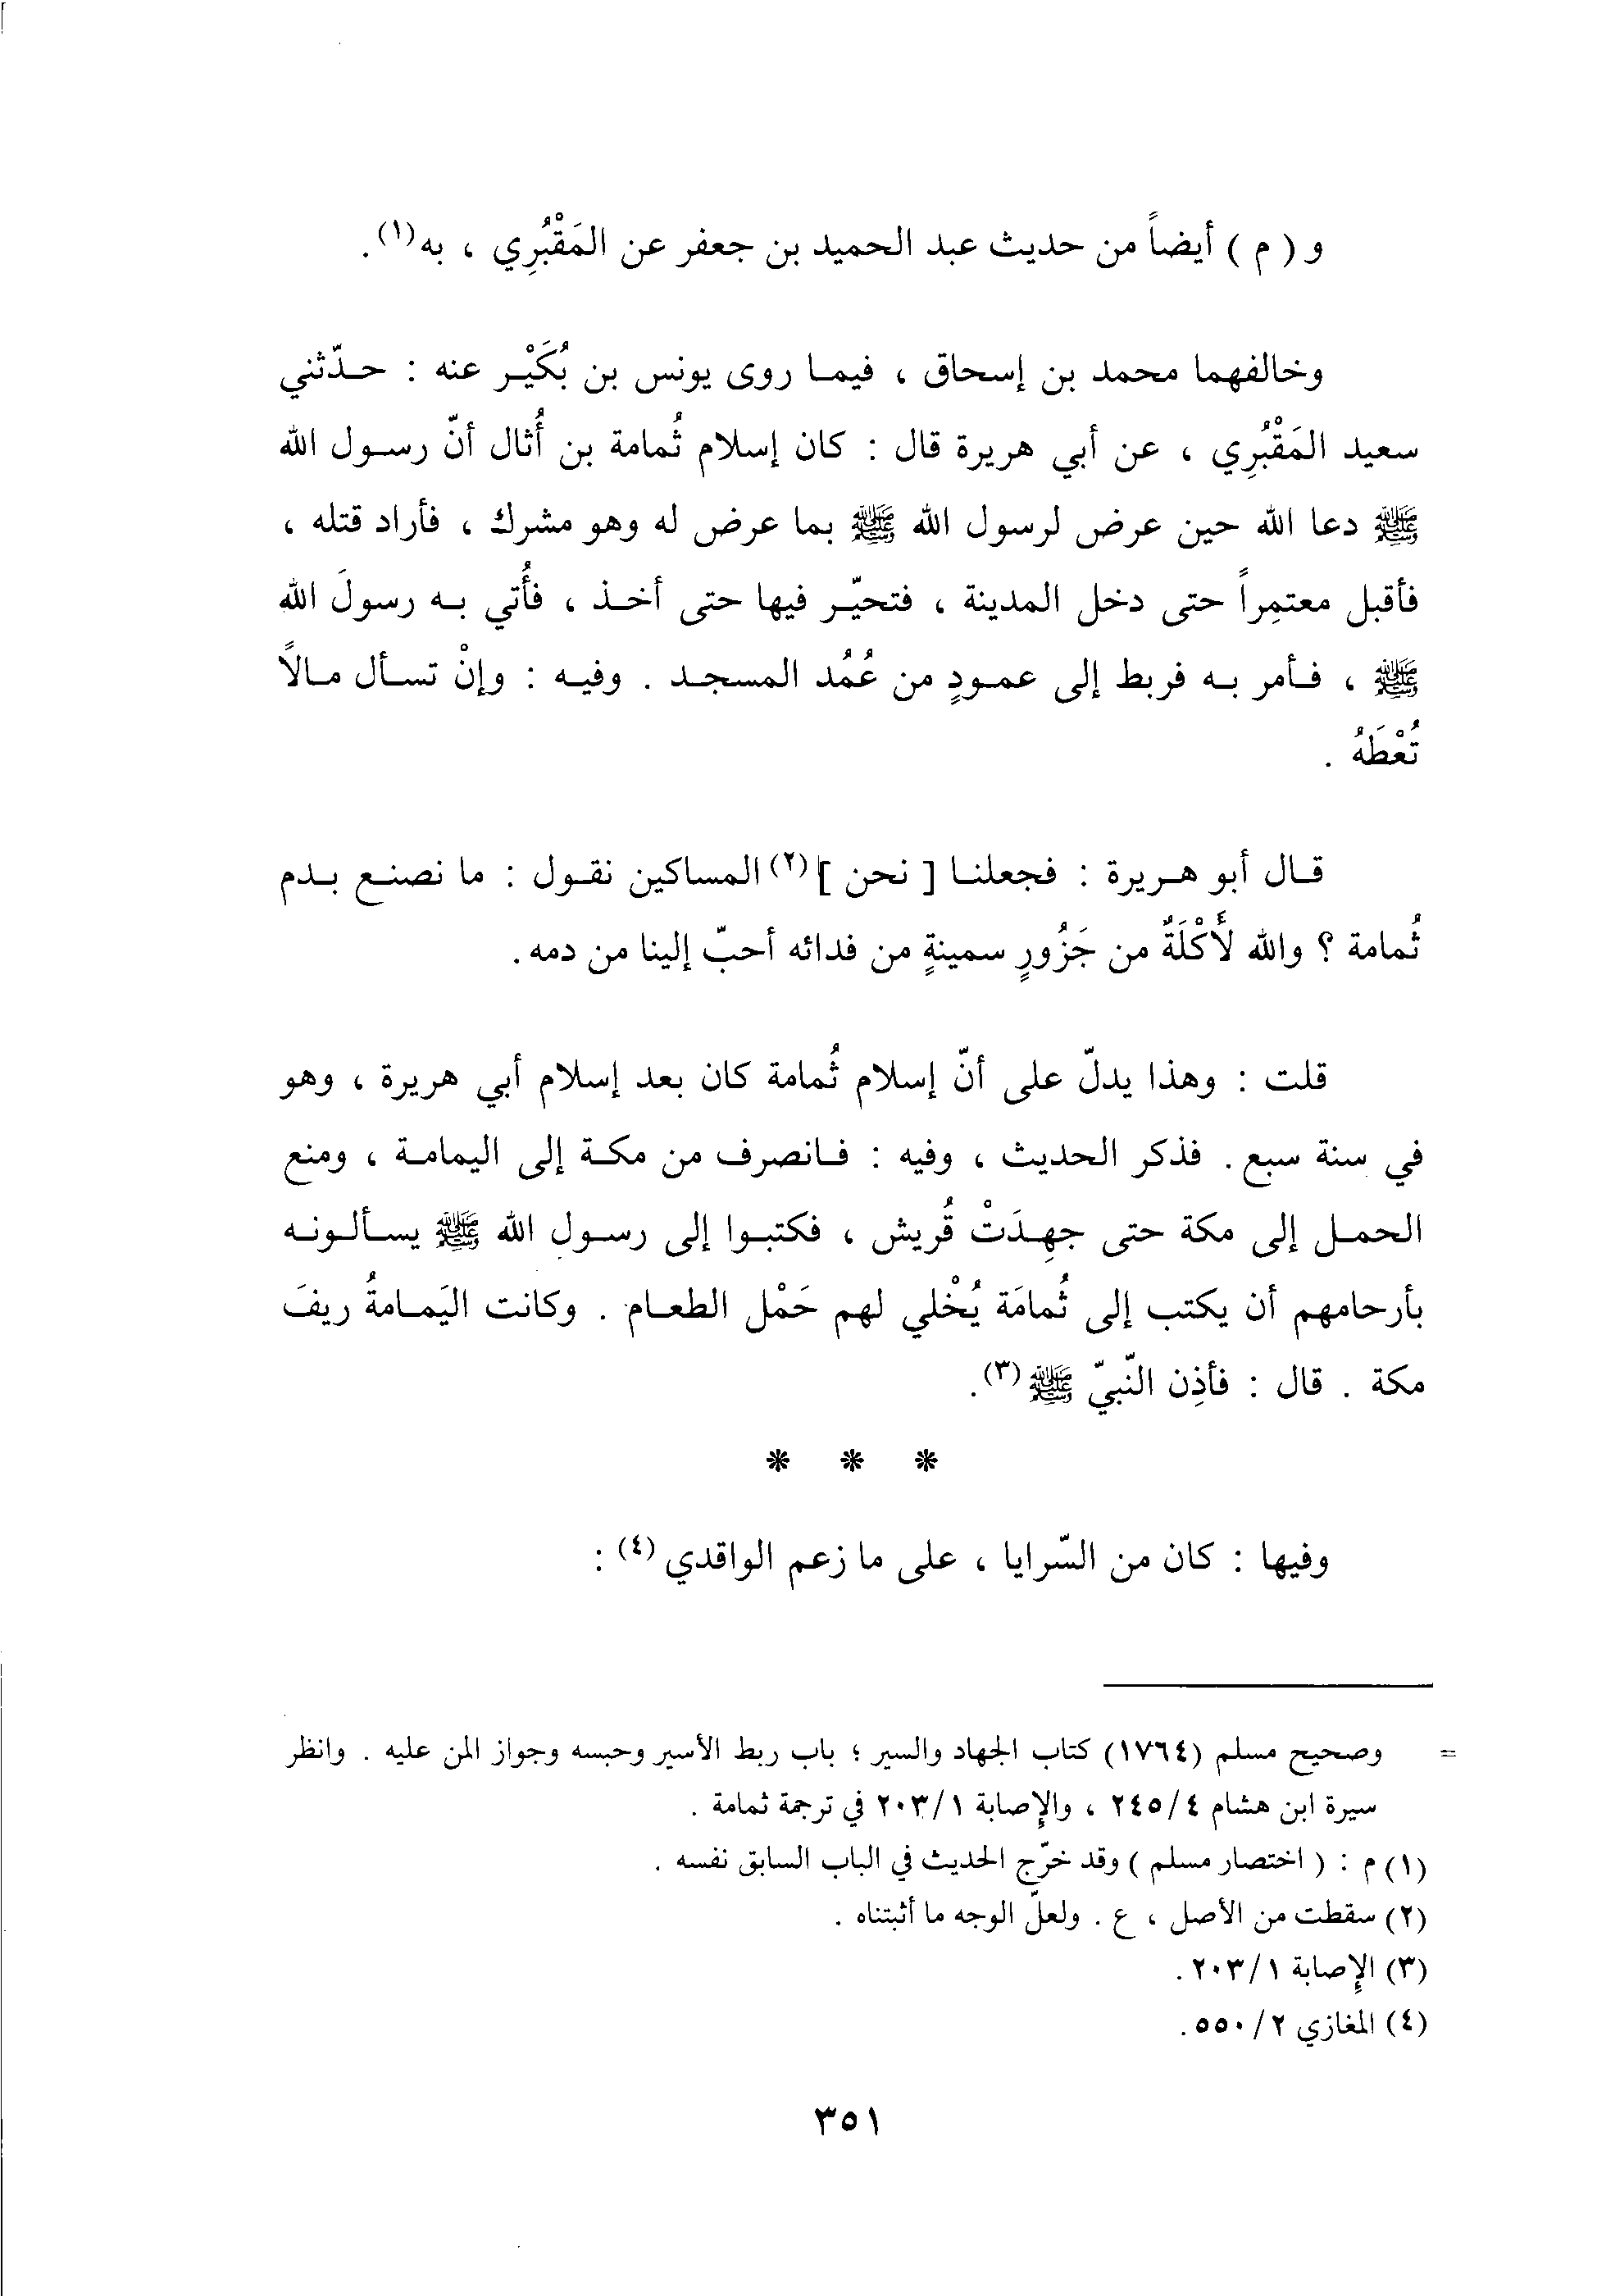 و ( م ) أيضاً من حديث عبد الحميد بن جعفر عن المَقْبُرِي ، به(١).
وخالفهما محمد بن إسحاق ، فيما روى يونس بن بُكَيْر عنه : حدّثني
سعيد المَقْبُرِي ، عن أبي هريرة قال : كان إسلام ثُمامة بن أُثال أنّ رسول الله
ﷺ دعا الله حين عرض لرسول الله ﷺ بما عرض له وهو مشرك ، فأراد قتله ،
فأقبل معتمِراً حتى دخل المدينة ، فتحيّر فيها حتى أخذ ، فأُتي به رسولَ الله
ﷺ ، فأمر به فربط إلى عمودٍ من عُمُد المسجد . وفيه : وإنْ تسأل مالاً
تُعْطَهُ .
قال أبو هريرة : فجعلنا [ نحن ](٢) المساكين نقول : ما نصنع بدم
ثُمامة ؟ والله لأَكْلَةٌ من جَزُورٍ سمينةٍ من فدائه أحبّ إلينا من دمه.
قلت : وهذا يدلّ على أنّ إسلام ثُمامة كان بعد إسلام أبي هريرة ، وهو
في سنة سبع. فذكر الحديث ، وفيه : فانصرف من مكة إلى اليمامة ، ومنع
الحمل إلى مكة حتى جهِدَتْ قُريش ، فكتبوا إلى رسول الله ﷺ يسألونه
بأرحامهم أن يكتب إلى ثُمامَة يُخْلي لهم حَمْل الطعام . وكانت اليَمامةُ ريفَ
مكة . قال : فأذِن النّبيّ ﷺ(٣).
* * *
وفيها : كان من السّرايا ، على ما زعم الواقدي (٤) :
= وصحيح مسلم (١٧٦٤) كتاب الجهاد والسير ؛ باب ربط الأسير وحبسه وجواز المن عليه . وانظر
سيرة ابن هشام ٢٤٥/٤ ، والإصابة ٢٠٣/١ في ترجمة ثمامة .
(١) م : ( اختصار مسلم ) وقد خرّج الحديث في الباب السابق نفسه .
(٢) سقطت من الأصل ، ع . ولعلّ الوجه ما أثبتناه .
(٣) الإصابة ٢٠٣/١.
(٤) المغازي ٥٥٠/٢.
٣٥١